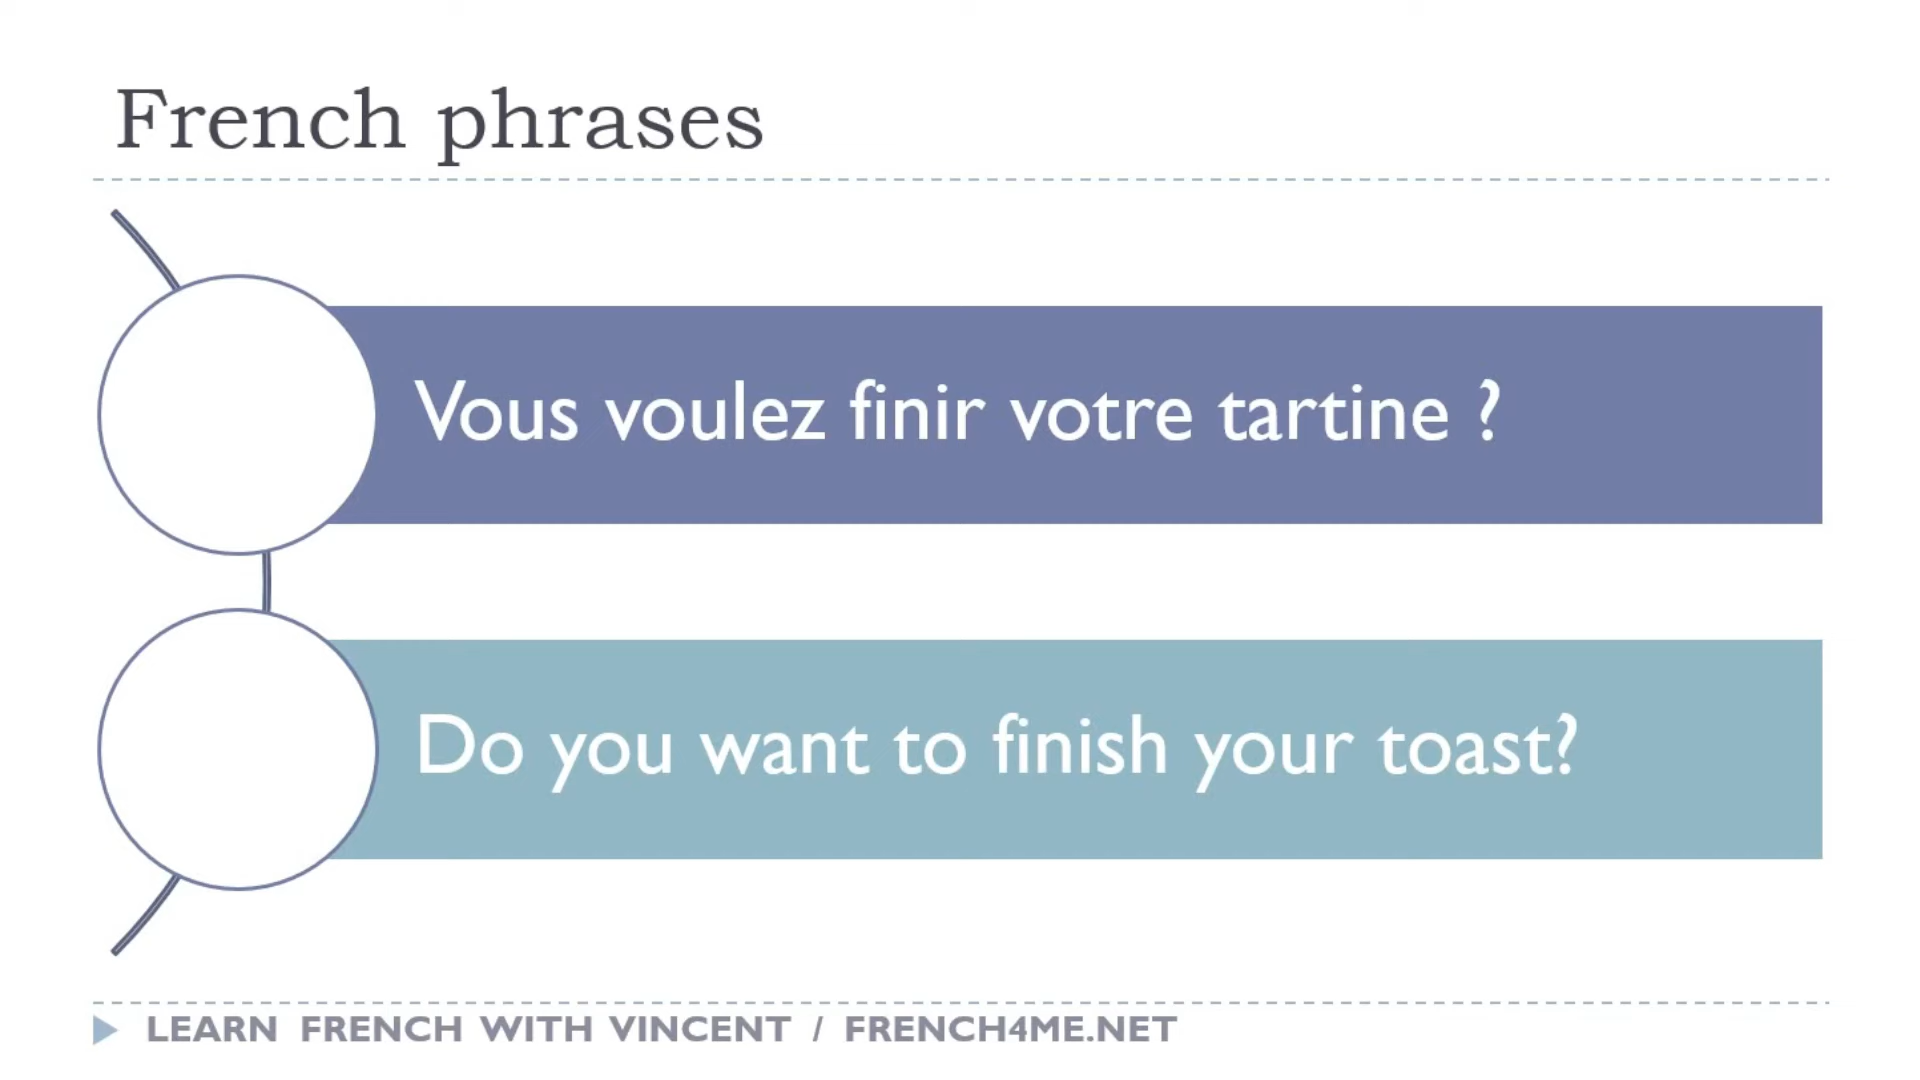 French phrases
Vous voulez finir votre tartine ?
Do you want to finish your toast?
LEARN FRENCH WITH VINCENT / FRENCH4ME.NET